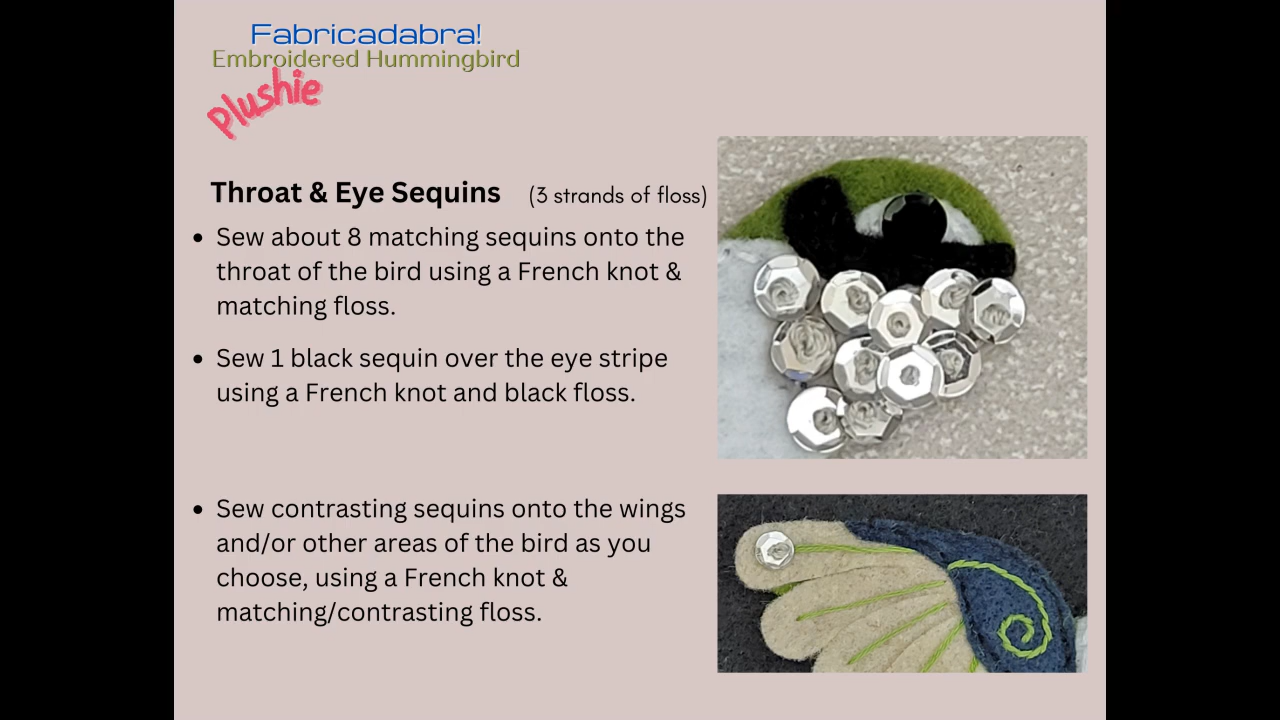 Fabricadabra!
Embroidered Hummingbird
plushie
Throat & Eye Sequins (3 strands of floss)
• Sew about 8 matching sequins onto the
throat of the bird using a French knot &
matching floss.
• Sew 1 black sequin over the eye stripe
using a French knot and black floss.
• Sew contrasting sequins onto the wings
and/or other areas of the bird as you
choose, using a French knot &
matching/contrasting floss.